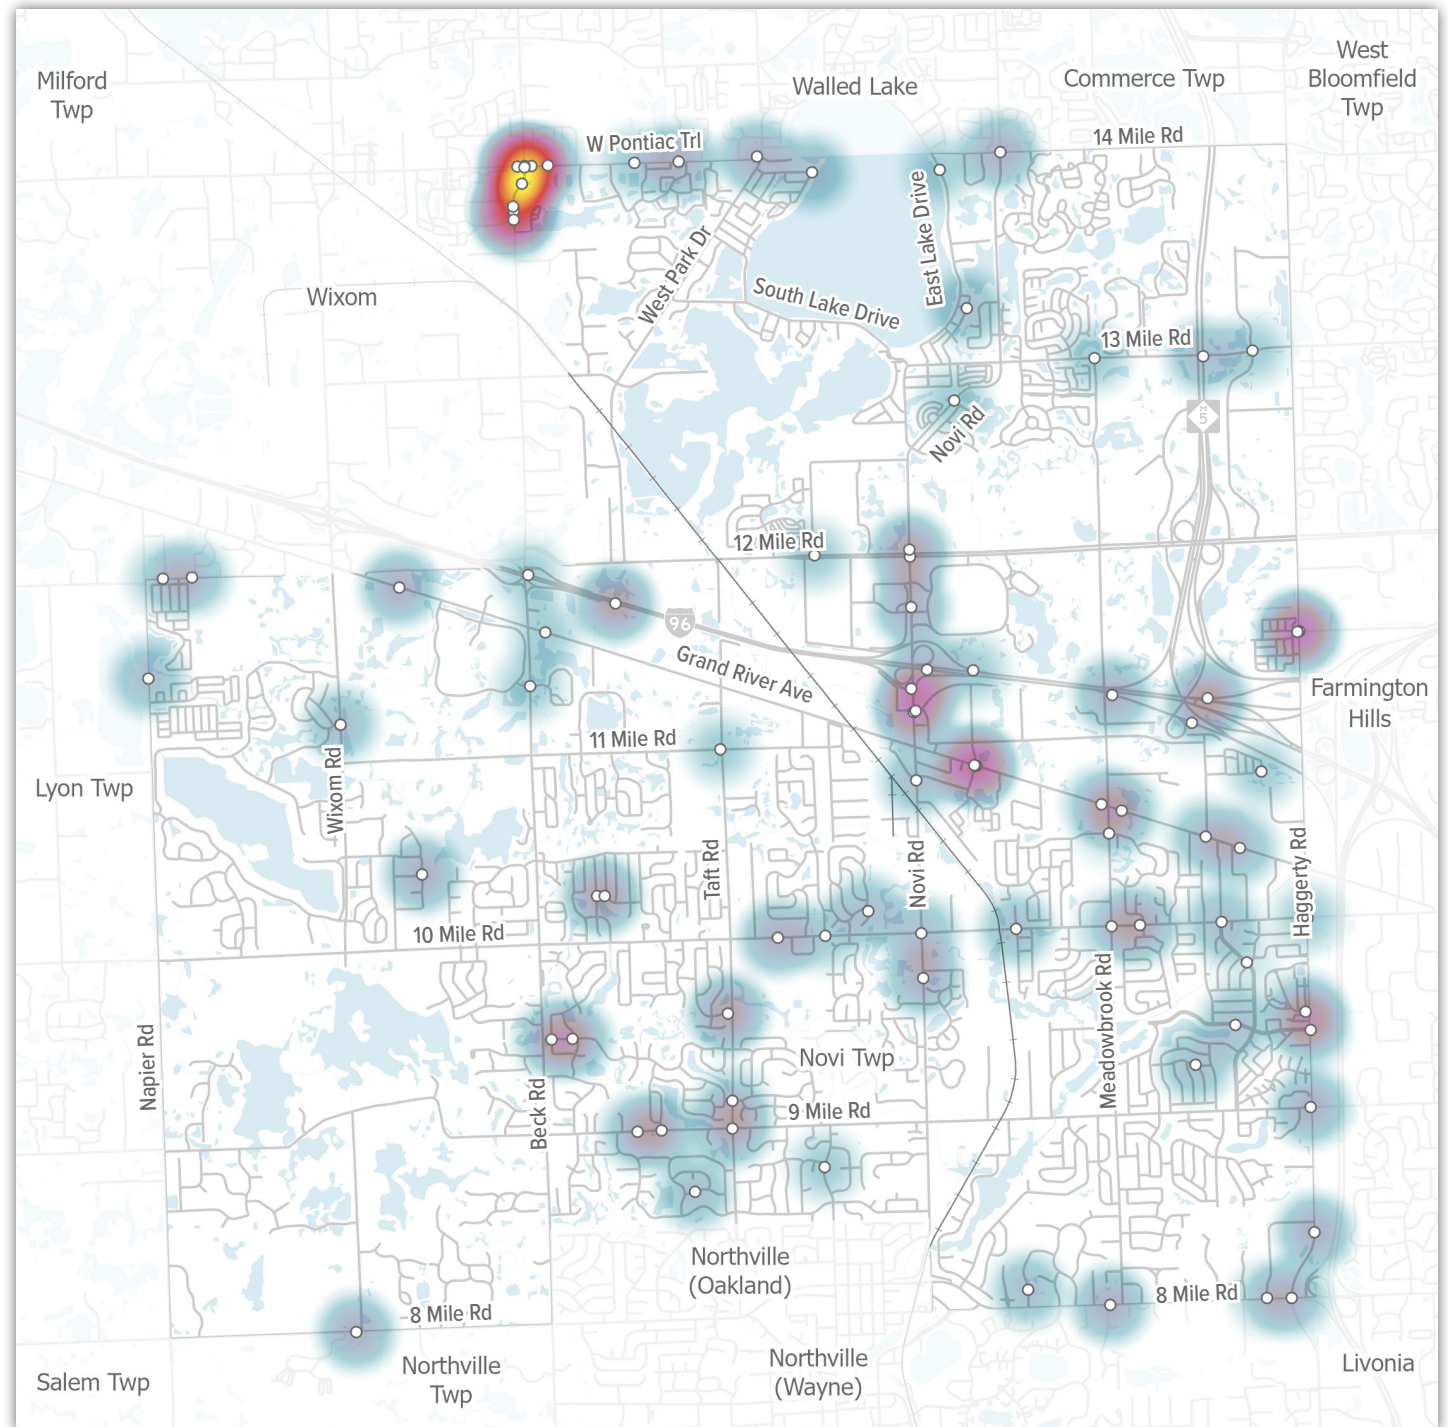 West
Bloomfield
Twp
Milford
Twp
Walled Lake
Commerce Twp
W Pontiac Trl
14 Mile Rd
East Lake Drive
West Park Dr
South Lake Drive
Wixom
13 Mile Rd
M
5
Novi Rd
12 Mile Rd
96
Grand River Ave
Farmington
Hills
11 Mile Rd
Lyon Twp
Wixom Rd
Taft Rd
Novi Rd
Haggerty Rd
10 Mile Rd
Meadowbrook Rd
Napier Rd
Novi Twp
Beck Rd
9 Mile Rd
Northville
(Oakland)
8 Mile Rd
8 Mile Rd
Northville
Twp
Northville
(Wayne)
Livonia
Salem Twp